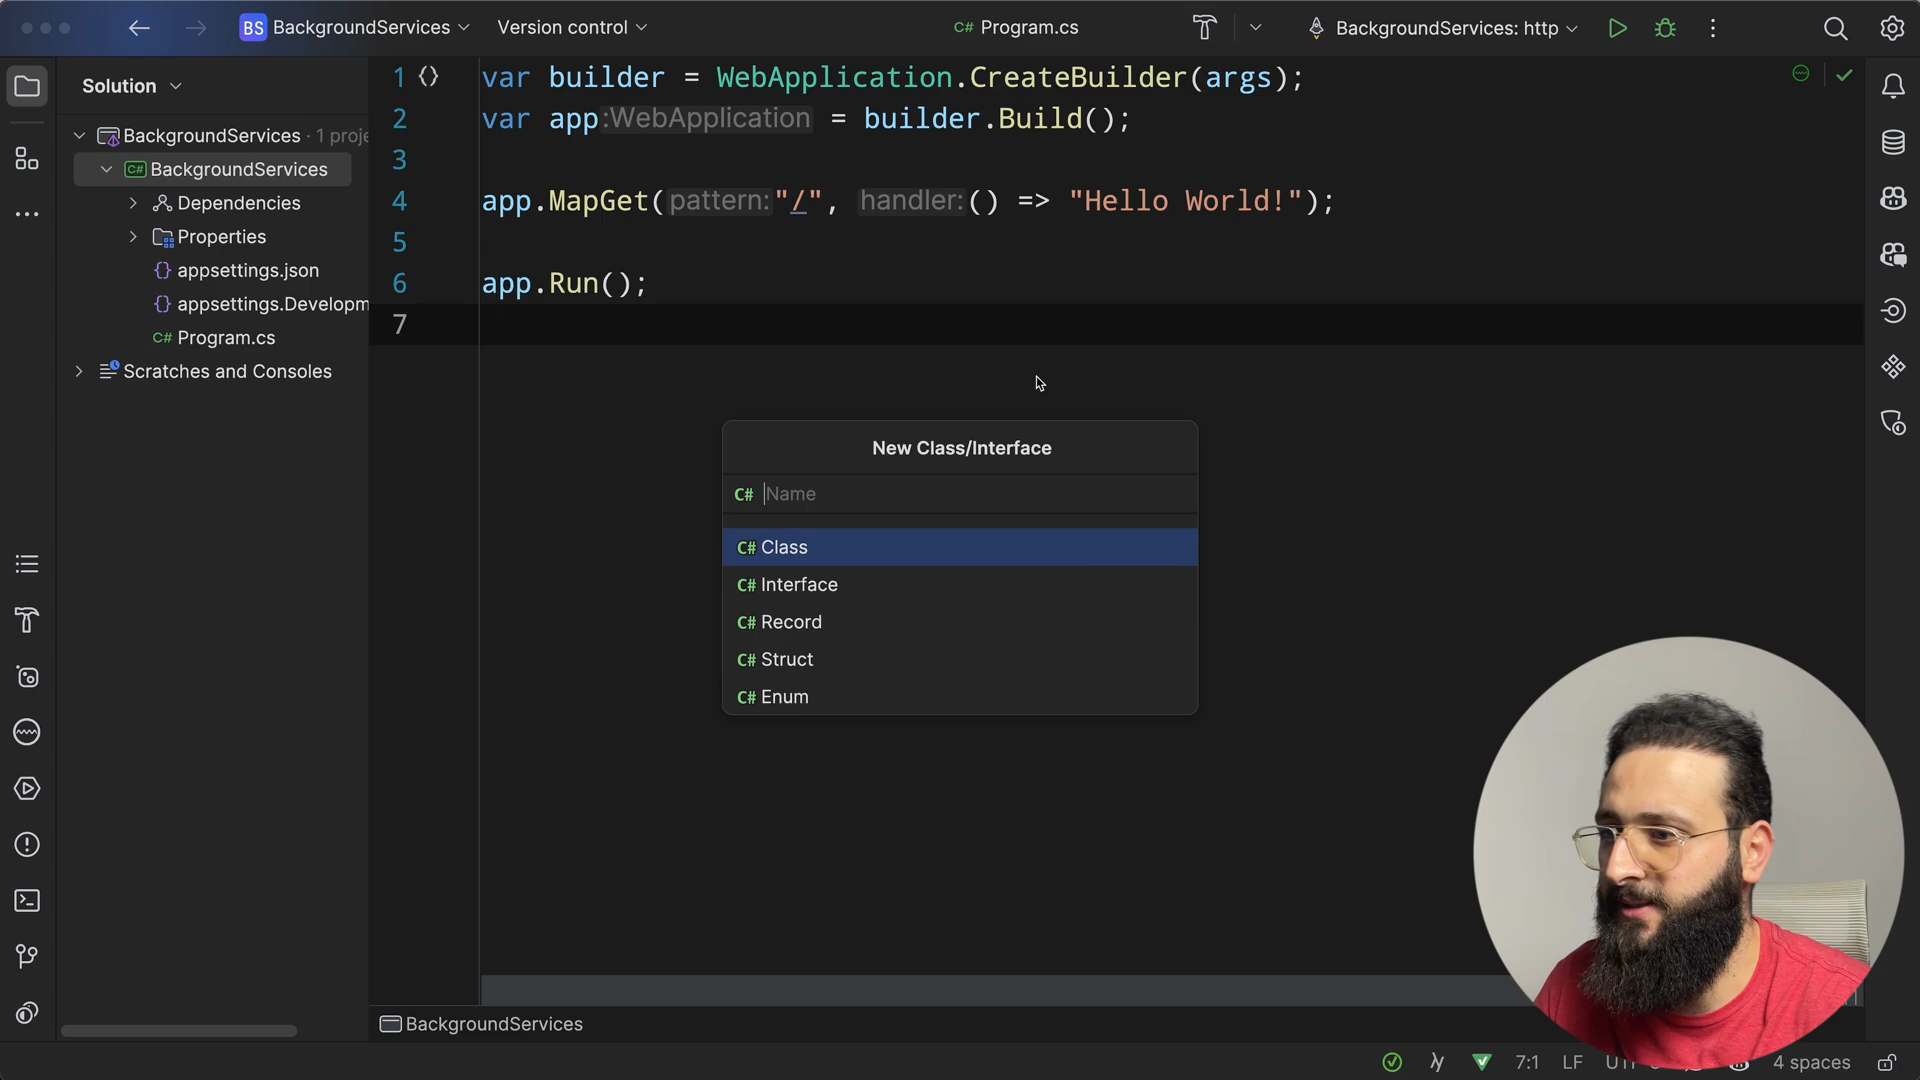 BS BackgroundServices
Version control
C# Program.cs
BackgroundServices: http
Solution
BackgroundServices · 1 proje
C# BackgroundServices
Dependencies
Properties
{} appsettings.json
{} appsettings.Developm
C# Program.cs
Scratches and Consoles
1 var builder = WebApplication.CreateBuilder(args);
2 var app:WebApplication = builder.Build();
3
4 app.MapGet(pattern:"/", handler:() => "Hello World!");
5
6 app.Run();
7
New Class/Interface
C# Name
C# Class
C# Interface
C# Record
C# Struct
C# Enum
BackgroundServices
7:1 LF 4 spaces